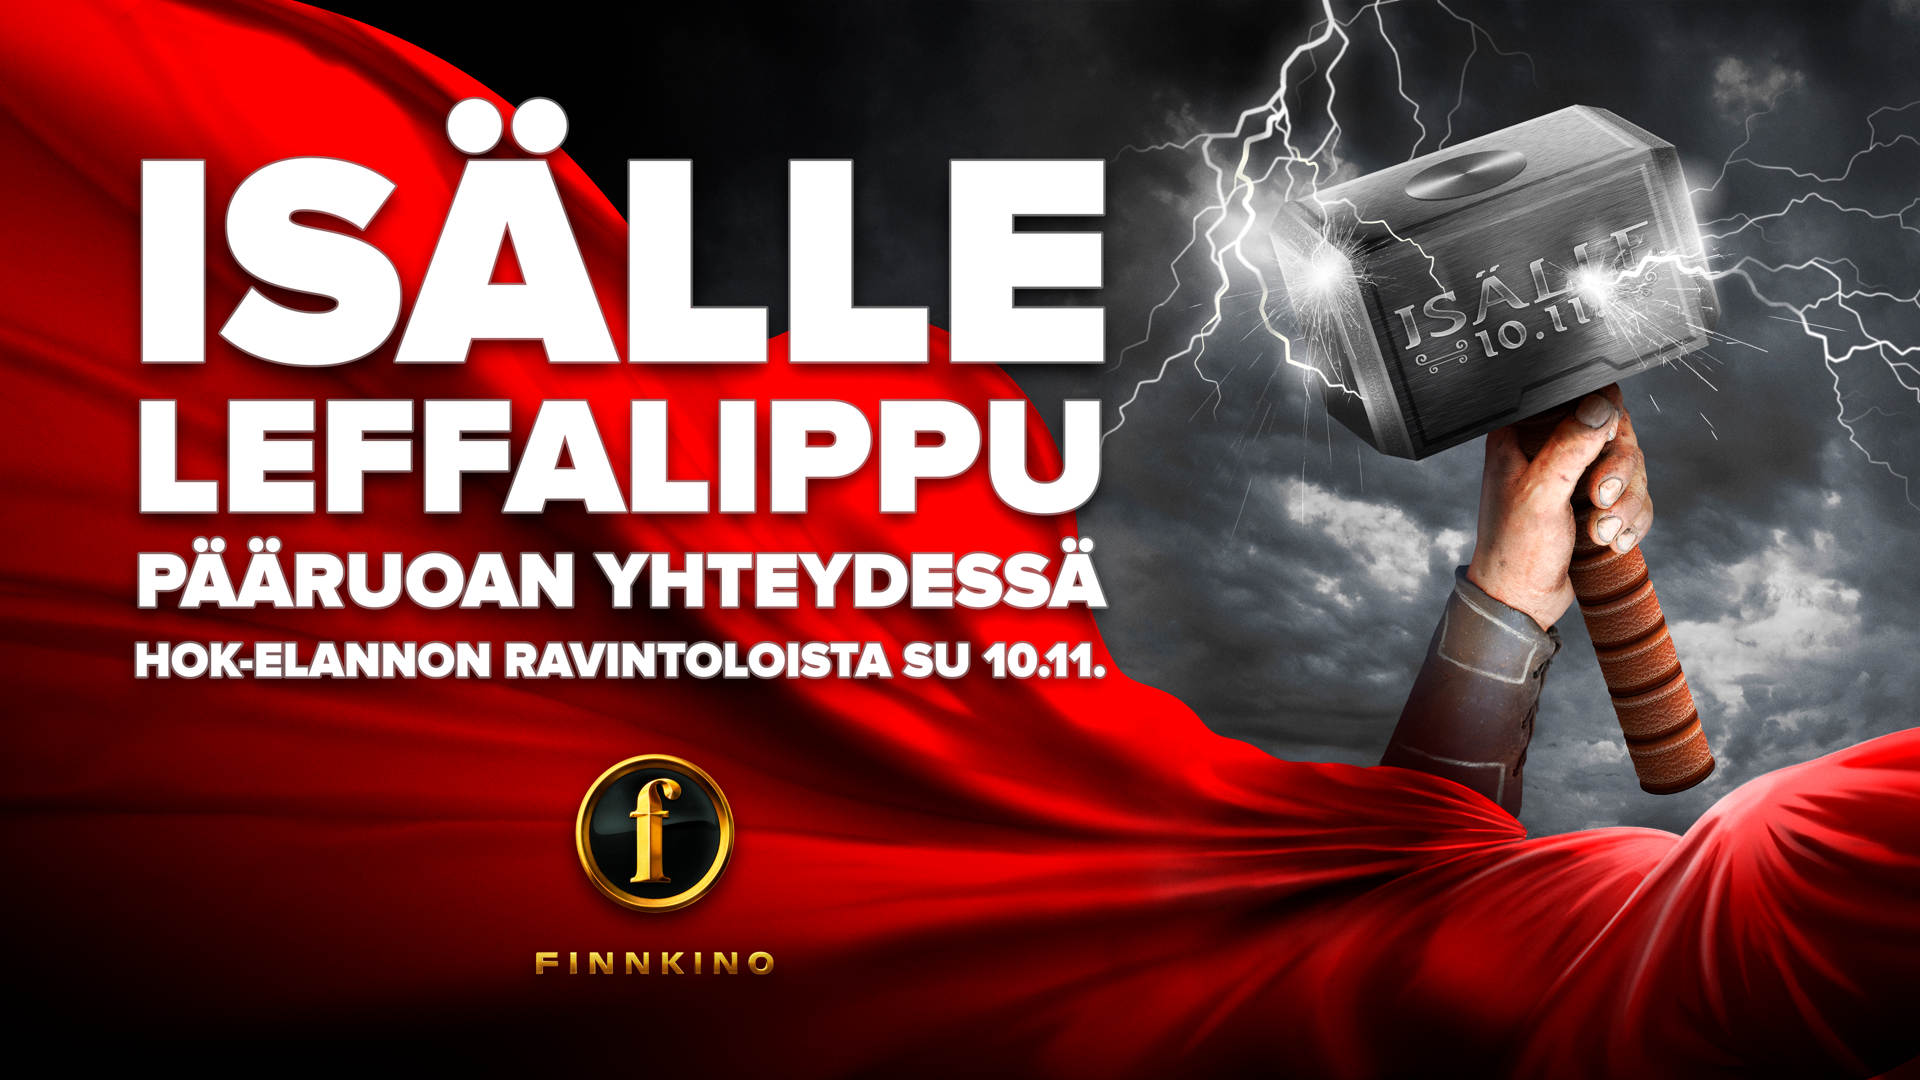 ISÄLLE
LEFFALIPPU
PÄÄRUOAN YHTEYDESSÄ
HOK-ELANNON RAVINTOLOISTA SU 10.11.
f
FINNKINO
ISÄLLE
10.11.